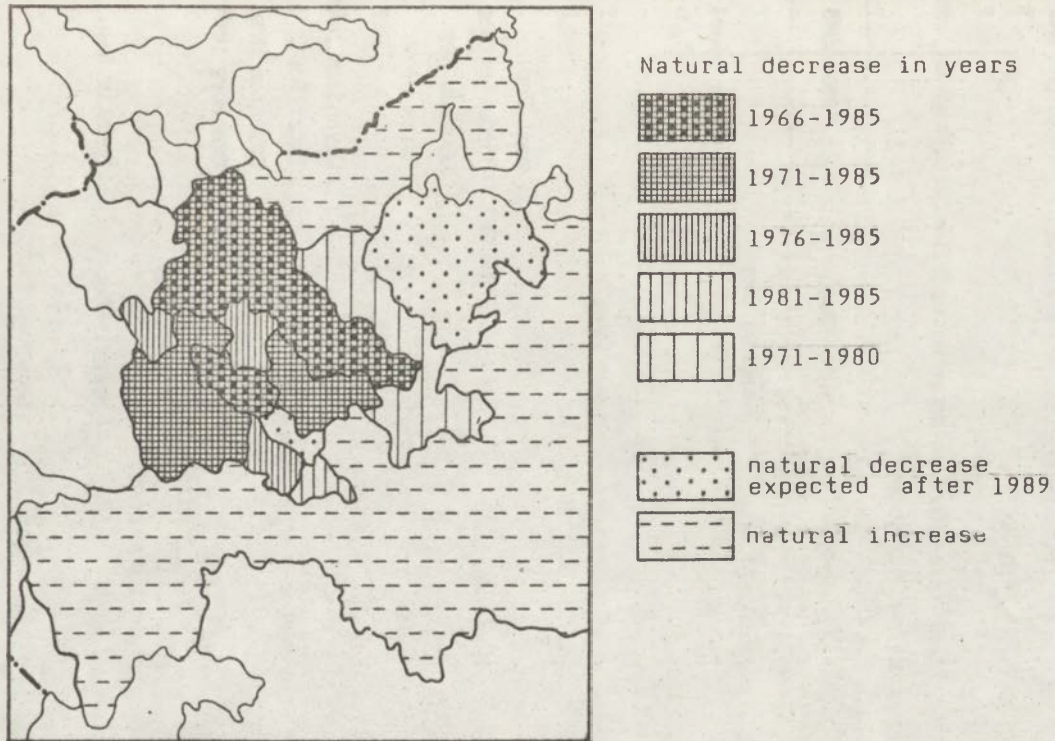 Natural decrease in years
1966-1985
1971-1985
1976-1985
1981-1985
1971-1980
natural decrease
expected after 1989
natural increase